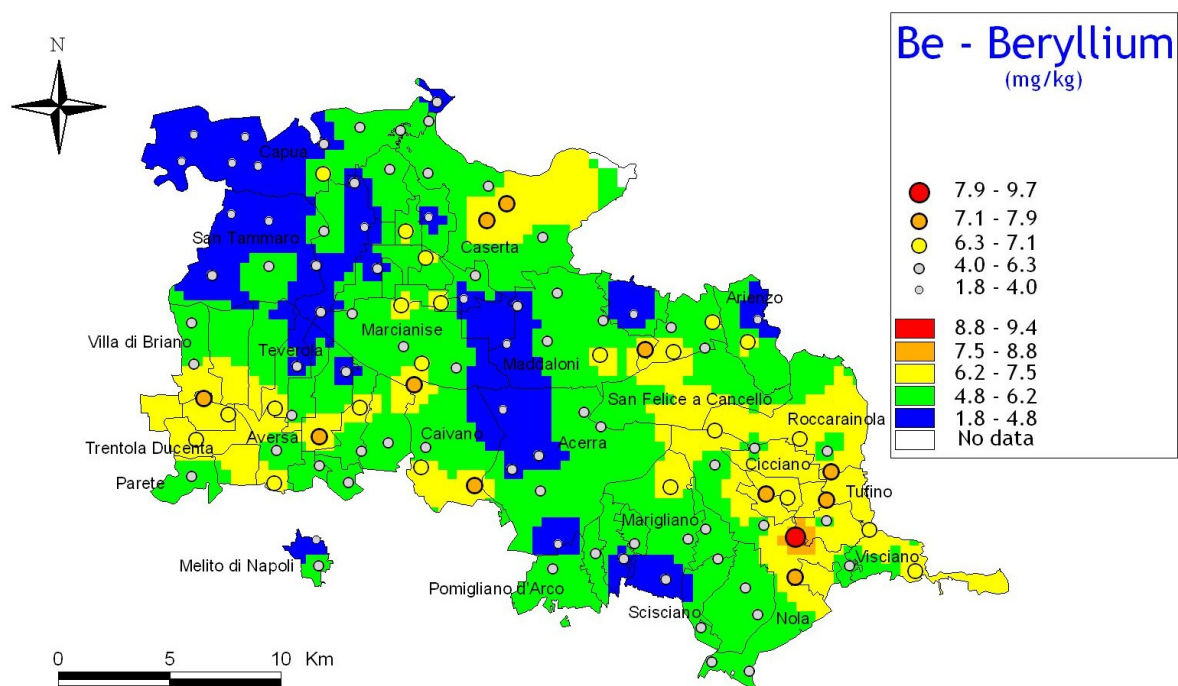 Be - Beryllium
(mg/kg)
N
7.9 - 9.7
7.1 - 7.9
6.3 - 7.1
4.0 - 6.3
1.8 - 4.0
8.8 - 9.4
7.5 - 8.8
6.2 - 7.5
4.8 - 6.2
1.8 - 4.8
No data
Capua
San Tammaro
Caserta
Arienzo
Marcianise
Villa di Briano
Teverola
Maddaloni
San Felice a Cancello
Roccarainola
Aversa
Caivano
Acerra
Trentola Ducenta
Cicciano
Parete
Tufino
Marigliano
Visciano
Melito di Napoli
Pomigliano d'Arco
Scisciano
Nola
0 5 10 Km